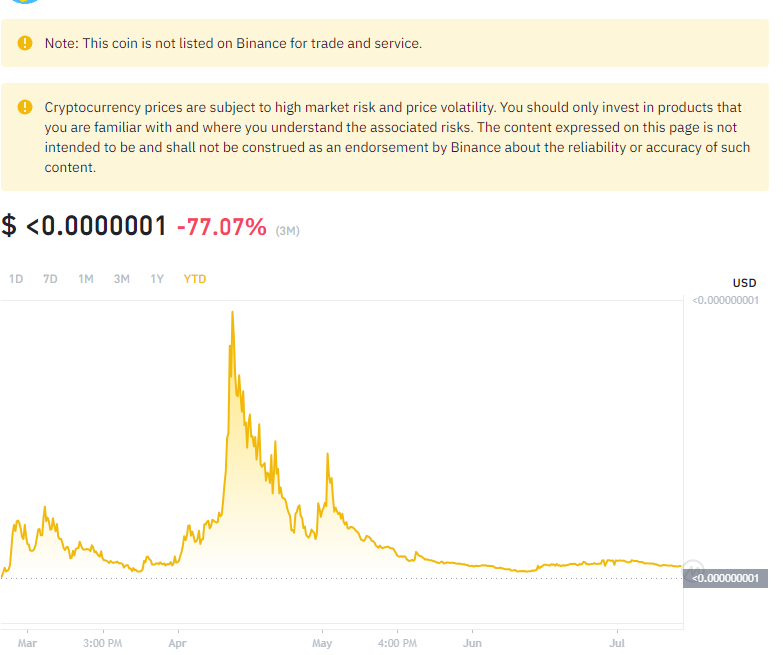 Note: This coin is not listed on Binance for trade and service.
Cryptocurrency prices are subject to high market risk and price volatility. You should only invest in products that
you are familiar with and where you understand the associated risks. The content expressed on this page is not
intended to be and shall not be construed as an endorsement by Binance about the reliability or accuracy of such
content.
$ <0.0000001 -77.07% (3M)
1D 7D 1M 3M 1Y YTD
USD
<0.000000001
<0.000000001
Mar 3:00 PM Apr May 4:00 PM Jun Jul